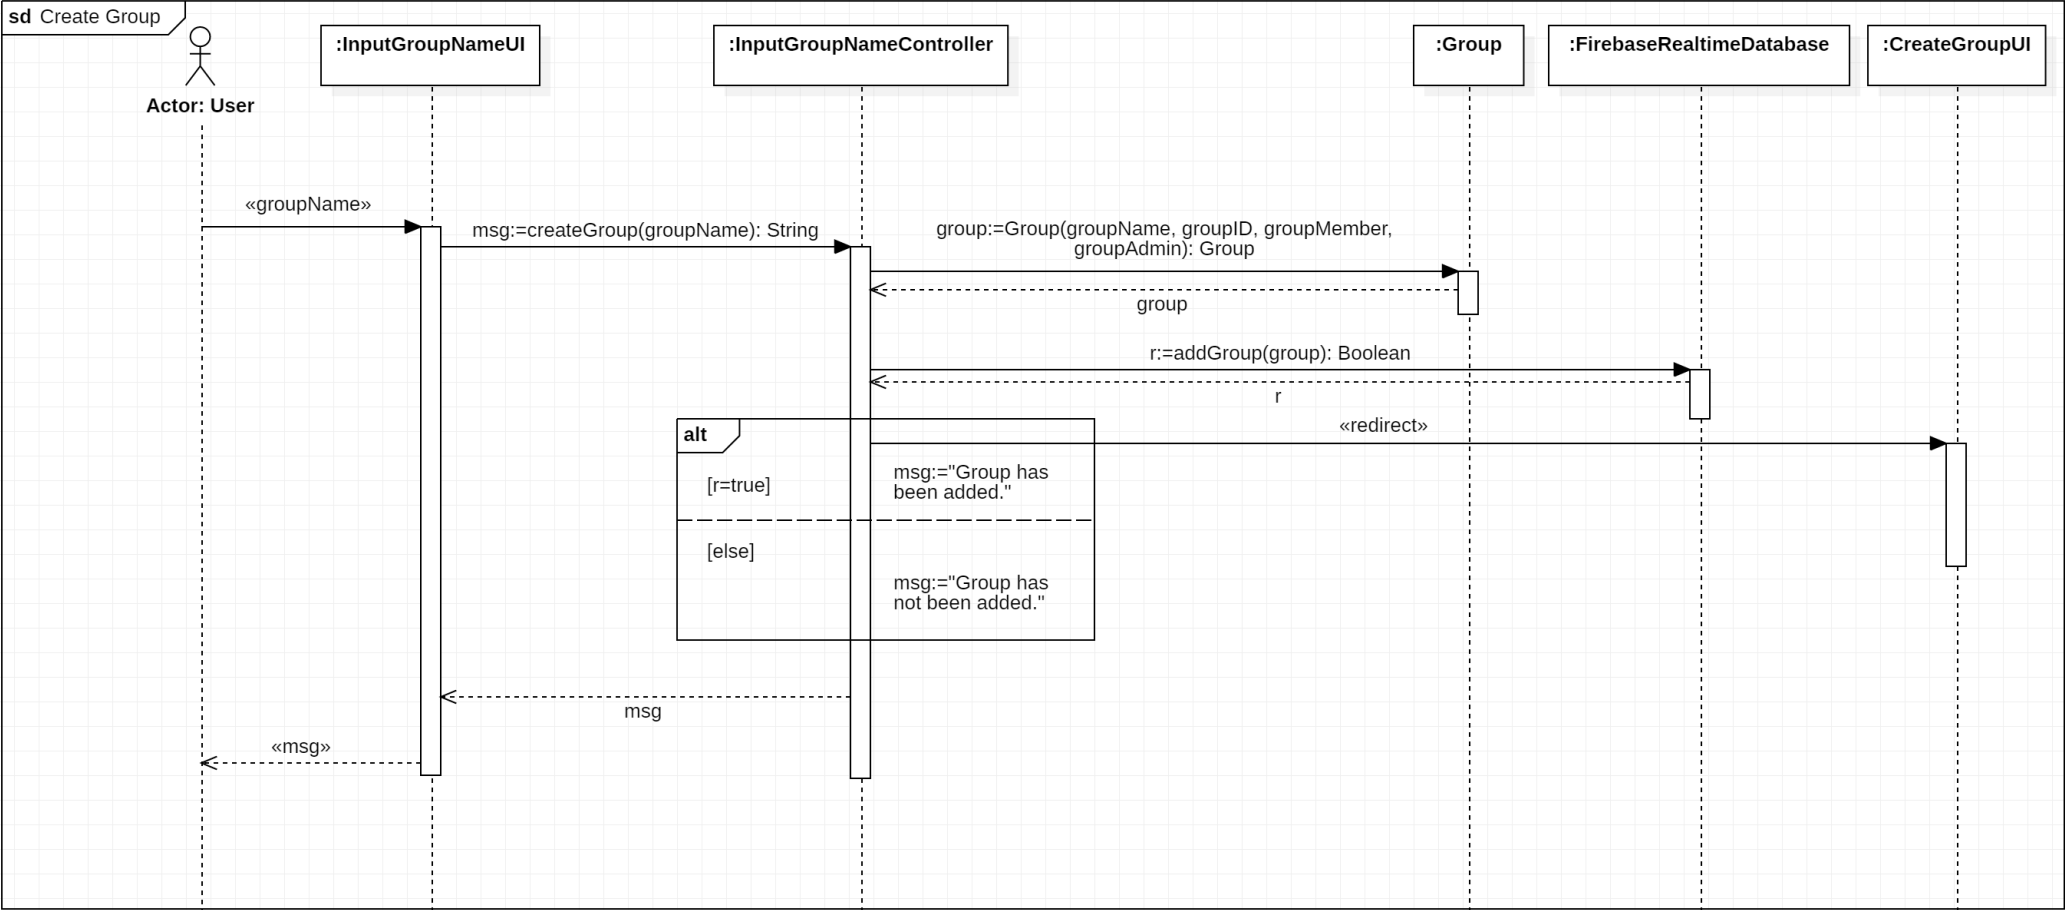 sd Create Group
:InputGroupNameUI
:InputGroupNameController
:Group
:FirebaseRealtimeDatabase
:CreateGroupUI
Actor: User
«groupName»
msg:=createGroup(groupName): String
group:=Group(groupName, groupID, groupMember,
groupAdmin): Group
group
r:=addGroup(group): Boolean
r
«redirect»
alt
[r=true]
msg:="Group has
been added."
[else]
msg:="Group has
not been added."
msg
«msg»